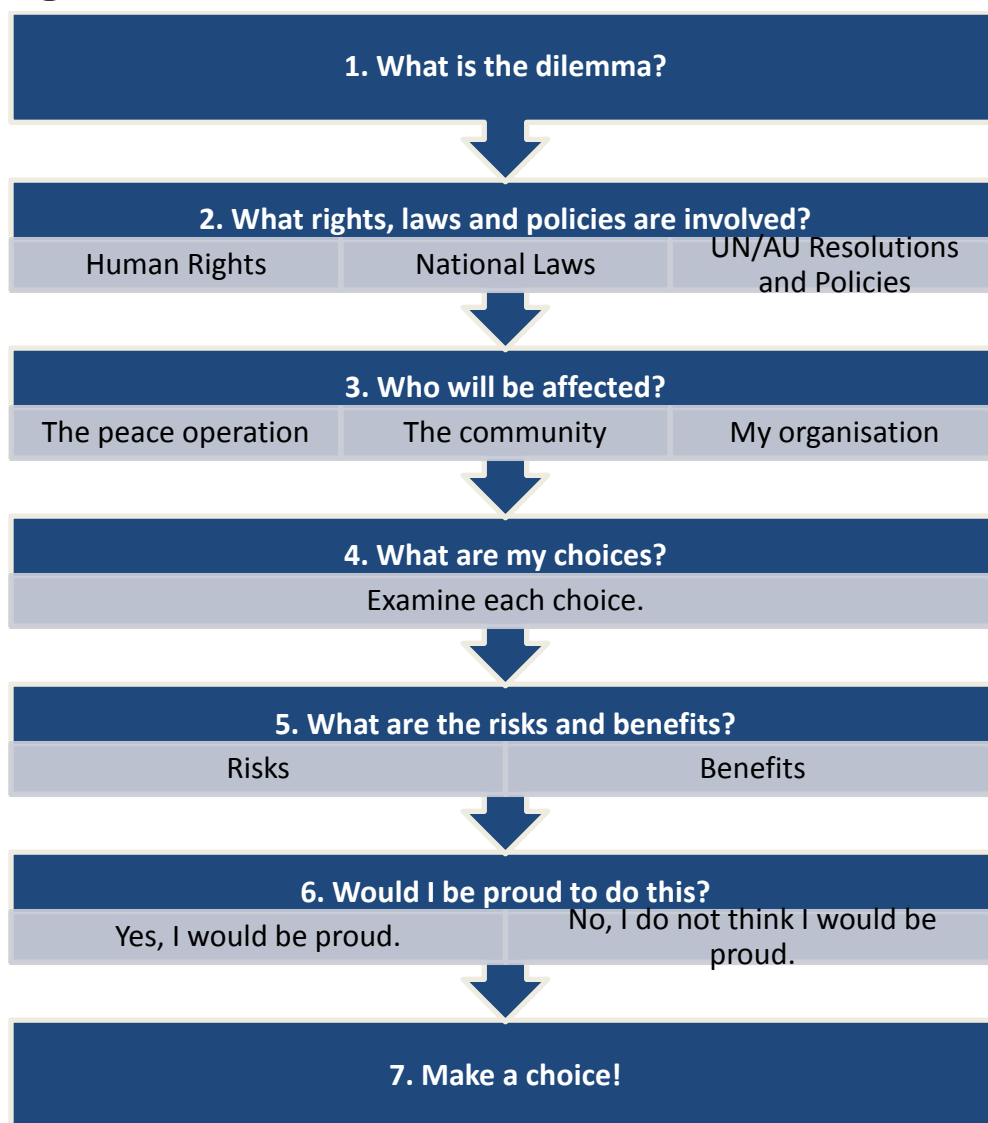 1. What is the dilemma?
2. What rights, laws and policies are involved?
Human Rights
National Laws
UN/AU Resolutions
and Policies
3. Who will be affected?
The peace operation
The community
My organisation
4. What are my choices?
Examine each choice.
5. What are the risks and benefits?
Risks
Benefits
6. Would I be proud to do this?
Yes, I would be proud.
No, I do not think I would be
proud.
7. Make a choice!